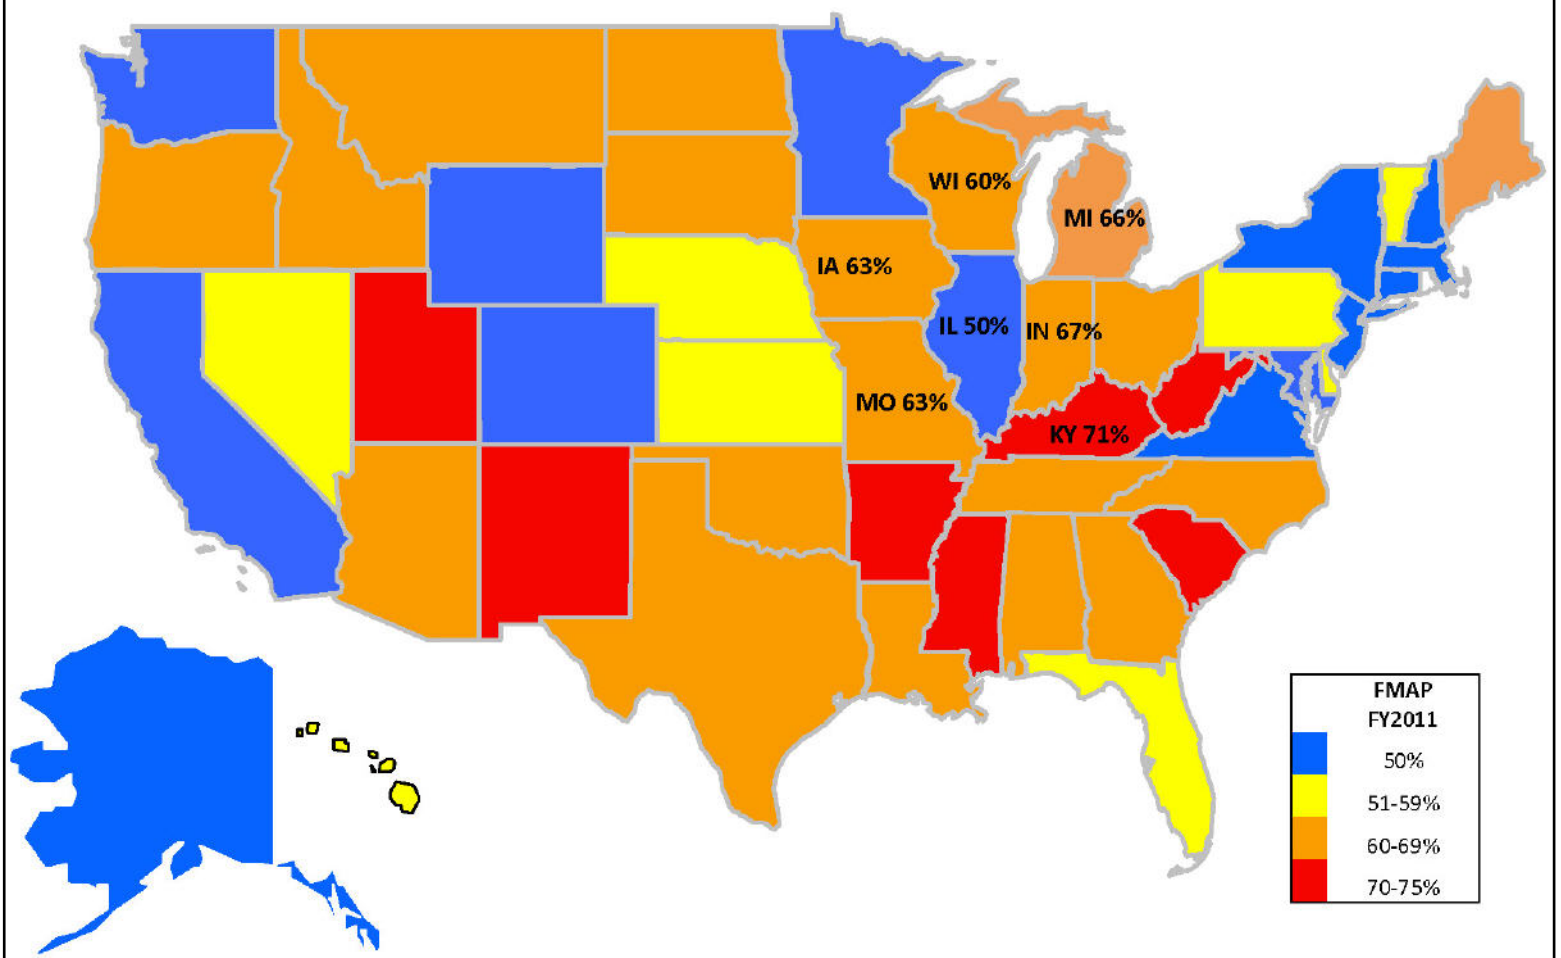 WI 60%
MI 66%
IA 63%
IL 50%
IN 67%
MO 63%
KY 71%
FMAP
FY2011
50%
51-59%
60-69%
70-75%